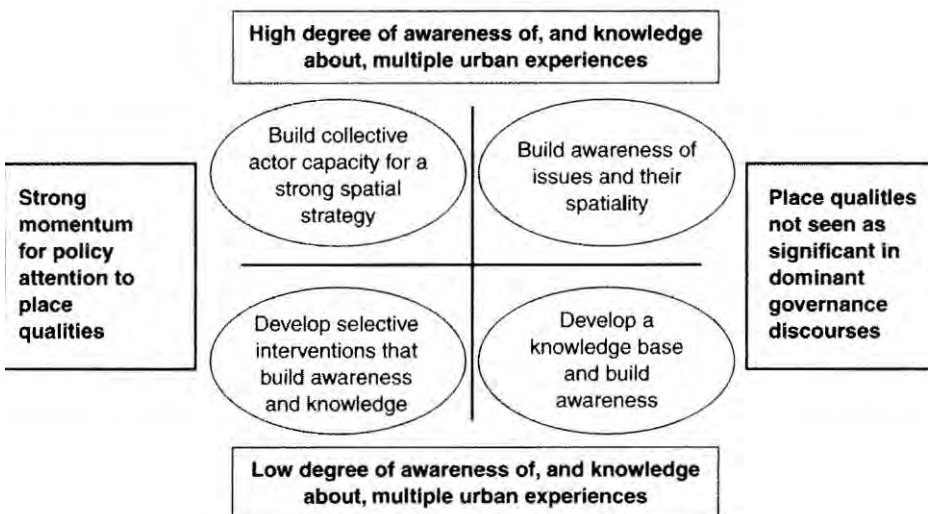 High degree of awareness of, and knowledge
about, multiple urban experiences
Build collective
actor capacity for a
strong spatial
strategy
Build awareness of
issues and their
spatiality
Strong
momentum
for policy
attention to
place
qualities
Place qualities
not seen as
significant in
dominant
governance
discourses
Develop selective
interventions that
build awareness
and knowledge
Develop a
knowledge base
and build
awareness
Low degree of awareness of, and knowledge
about, multiple urban experiences